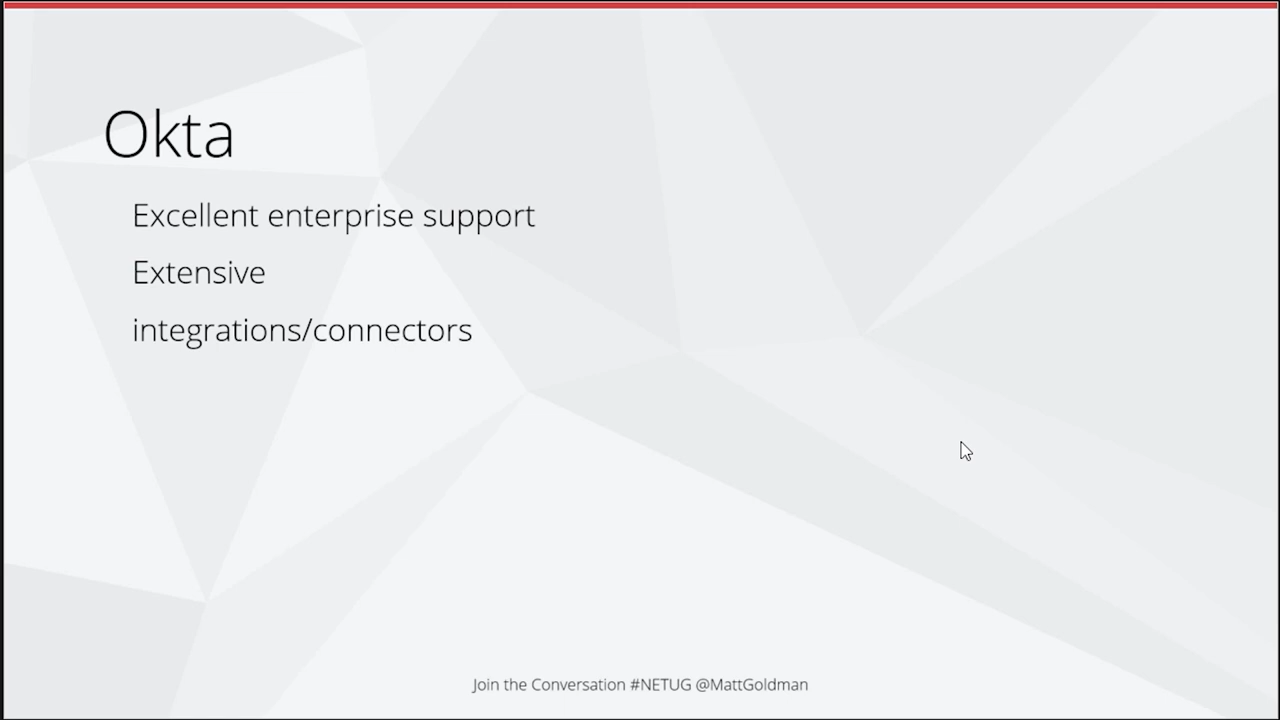 Okta
Excellent enterprise support
Extensive
integrations/connectors
Join the Conversation #NETUG @MattGoldman